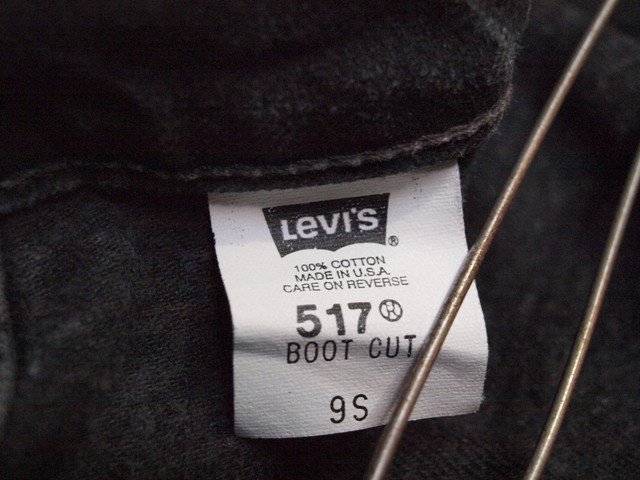 Levi's®
100% COTTON
MADE IN U.S.A.
CARE ON REVERSE
517®
BOOT CUT
9S